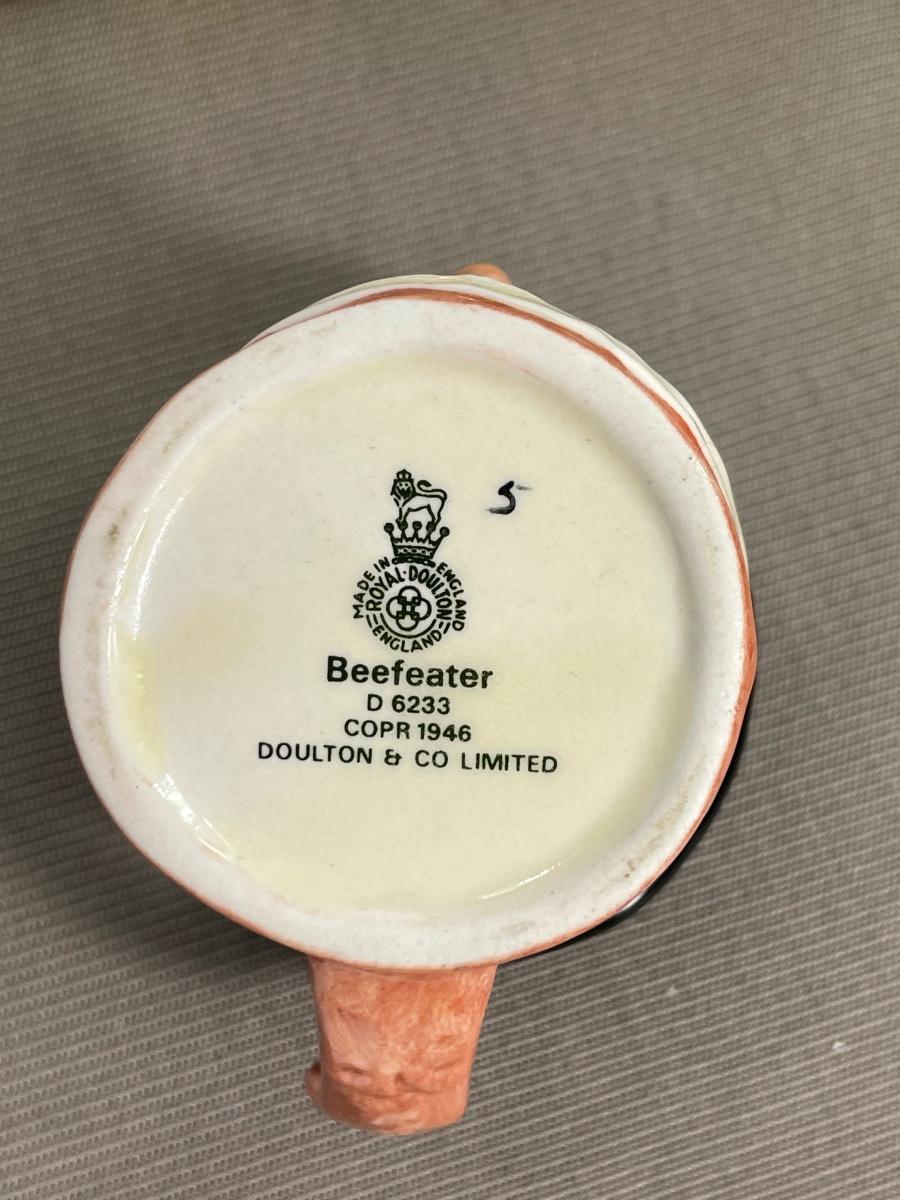 5
MADE IN ENGLAND
ROYAL·DOULTON
ENGLAND
Beefeater
D 6233
COPR 1946
DOULTON & CO LIMITED